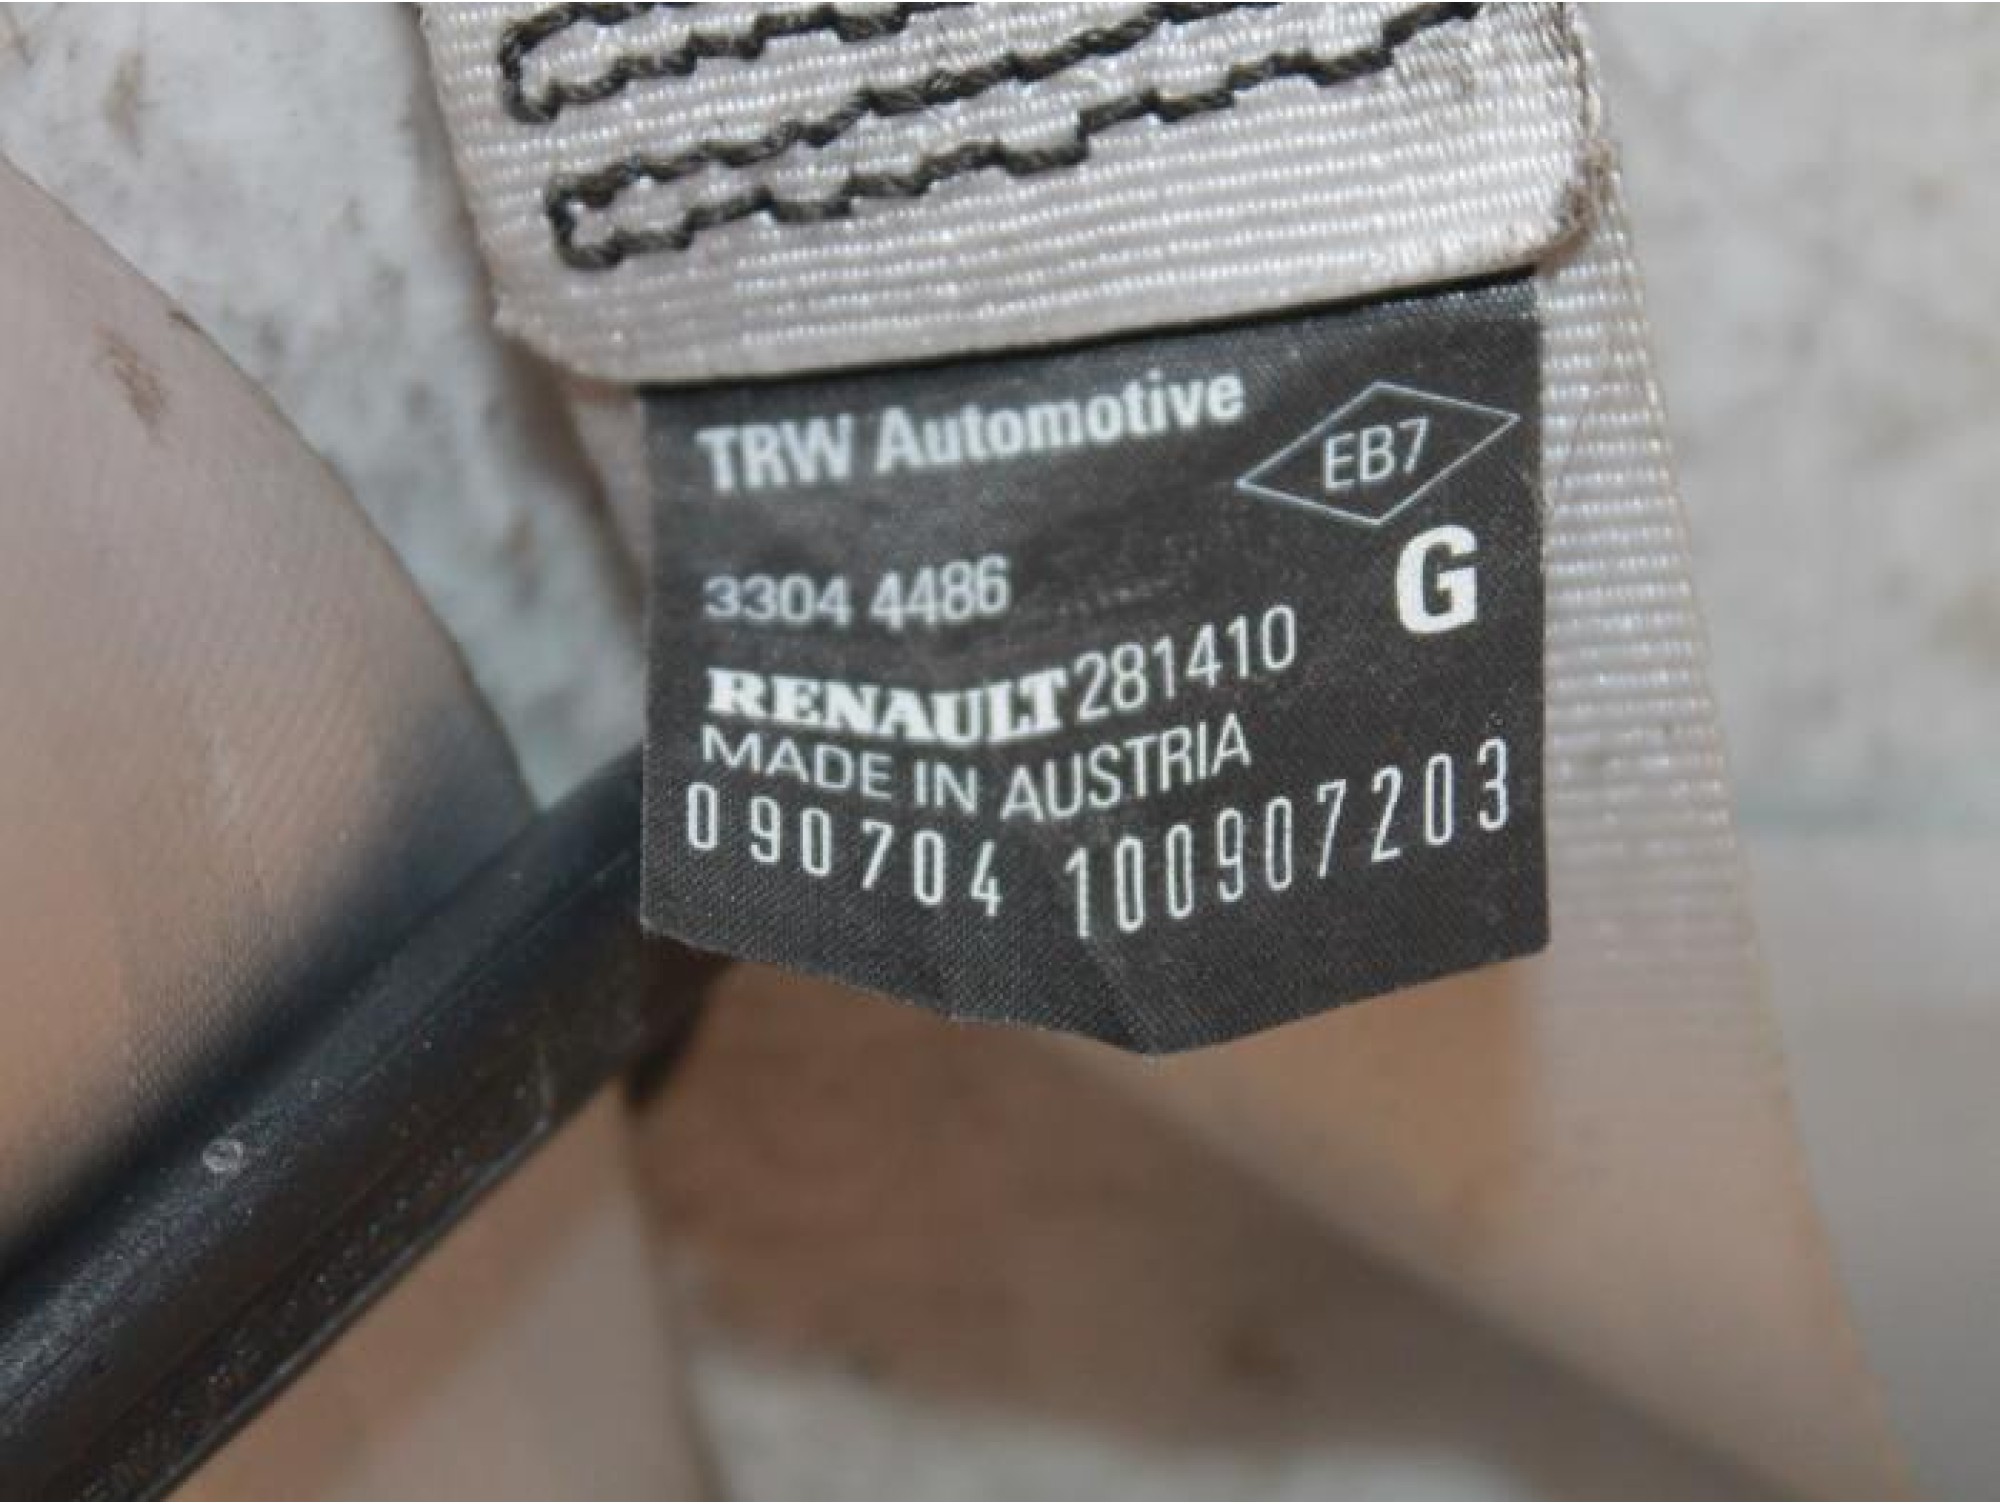 TRW Automotive
EB7
3304 4486
G
RENAULT 281410
MADE IN AUSTRIA
090704 100907203